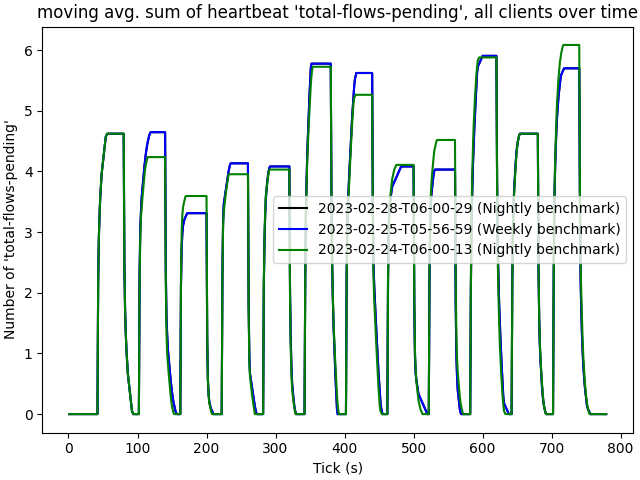 moving avg. sum of heartbeat 'total-flows-pending', all clients over time
Number of 'total-flows-pending'
6
5
4
3
2
1
0
2023-02-28-T06-00-29 (Nightly benchmark)
2023-02-25-T05-56-59 (Weekly benchmark)
2023-02-24-T06-00-13 (Nightly benchmark)
0 100 200 300 400 500 600 700 800
Tick (s)